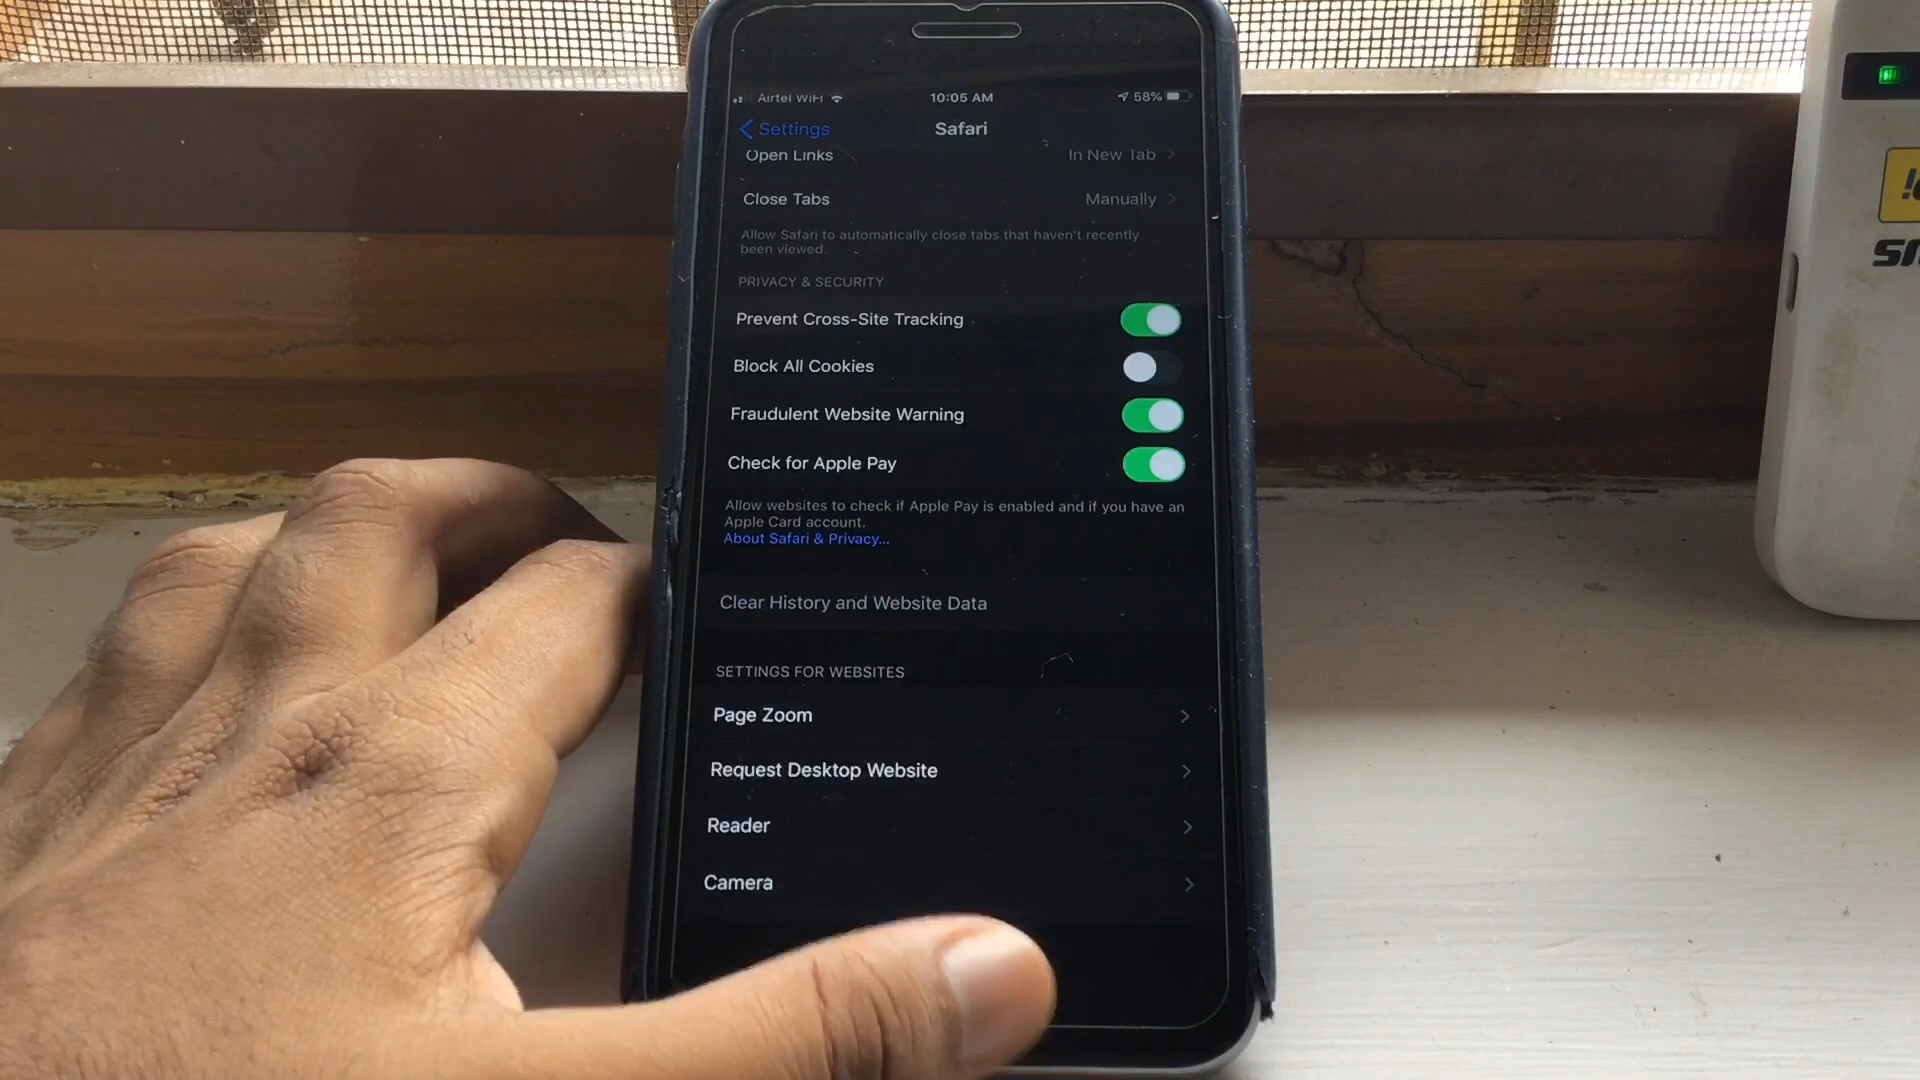 Airtel WiFi 10:05 AM 58%
Settings Safari
Open Links In New Tab
Close Tabs Manually
Allow Safari to automatically close tabs that haven't recently
been viewed.
PRIVACY & SECURITY
Prevent Cross-Site Tracking
Block All Cookies
Fraudulent Website Warning
Check for Apple Pay
Allow websites to check if Apple Pay is enabled and if you have an
Apple Card account.
About Safari & Privacy...
Clear History and Website Data
SETTINGS FOR WEBSITES
Page Zoom
Request Desktop Website
Reader
Camera